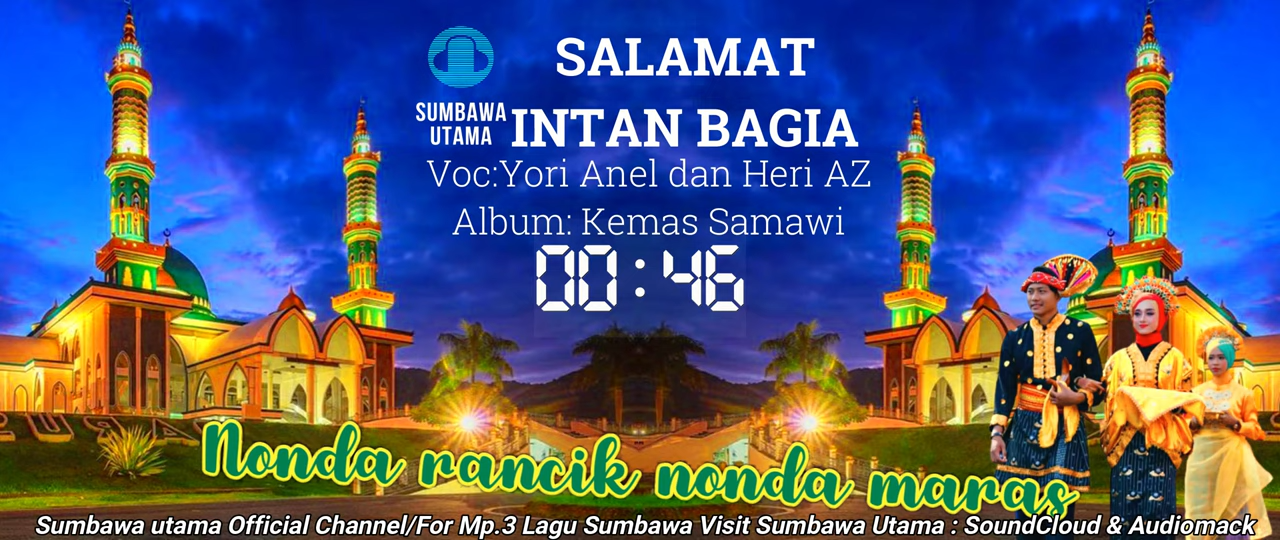 SALAMAT
SUMBAWA
UTAMA
INTAN BAGIA
Voc:Yori Anel dan Heri AZ
Album: Kemas Samawi
00:46
Nonda rancik nonda maras
Sumbawa utama Official Channel/For Mp.3 Lagu Sumbawa Visit Sumbawa Utama : SoundCloud & Audiomack